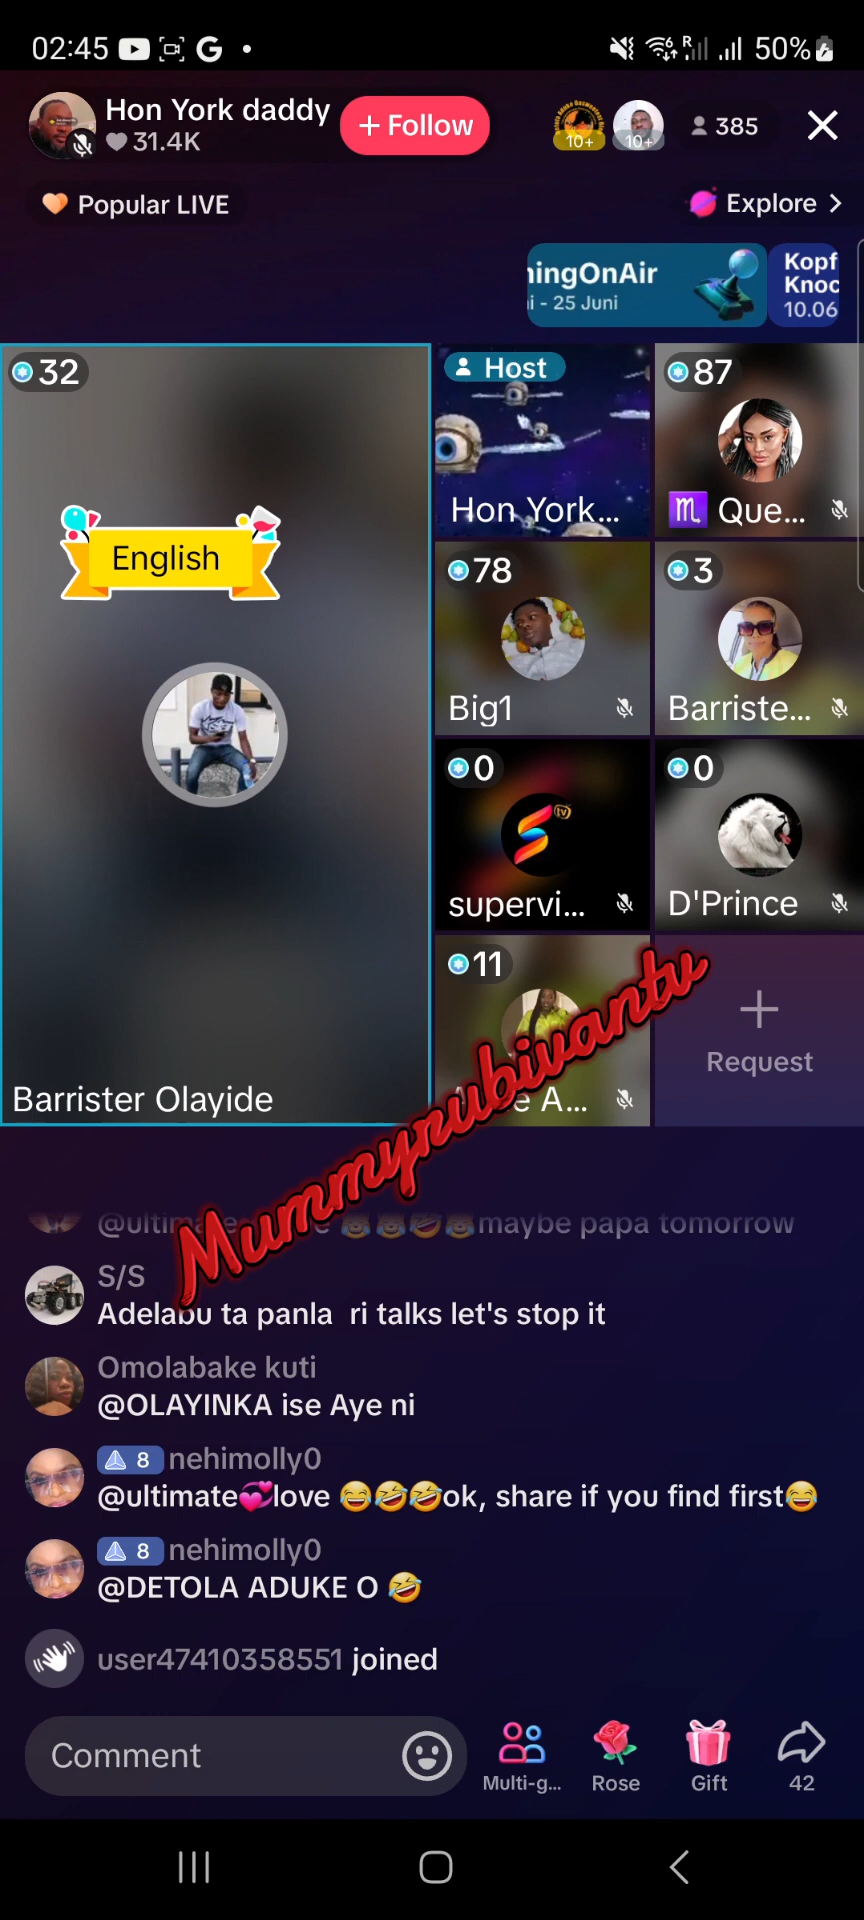 02:45 G R 50%
Hon York daddy
31.4K
+ Follow
10+ 10+
385
Popular LIVE
Explore
ingOnAir
i - 25 Juni
Kopf
Knoc
10.06
32
English
Barrister Olayide
Host
Hon York...
87
Que...
78
Big1
3
Barriste...
0
tv
supervi...
0
D'Prince
11
e A...
Request
Mummyrubivantv
maybe papa tomorrow
S/S
Adelabu ta panla ri talks let's stop it
Omolabake kuti
@OLAYINKA ise Aye ni
8 nehimolly0
@ultimate💞love 😂🤣🤣ok, share if you find first😂
8 nehimolly0
@DETOLA ADUKE O 🤣
user47410358551 joined
Comment
Multi-g...
Rose
Gift
42